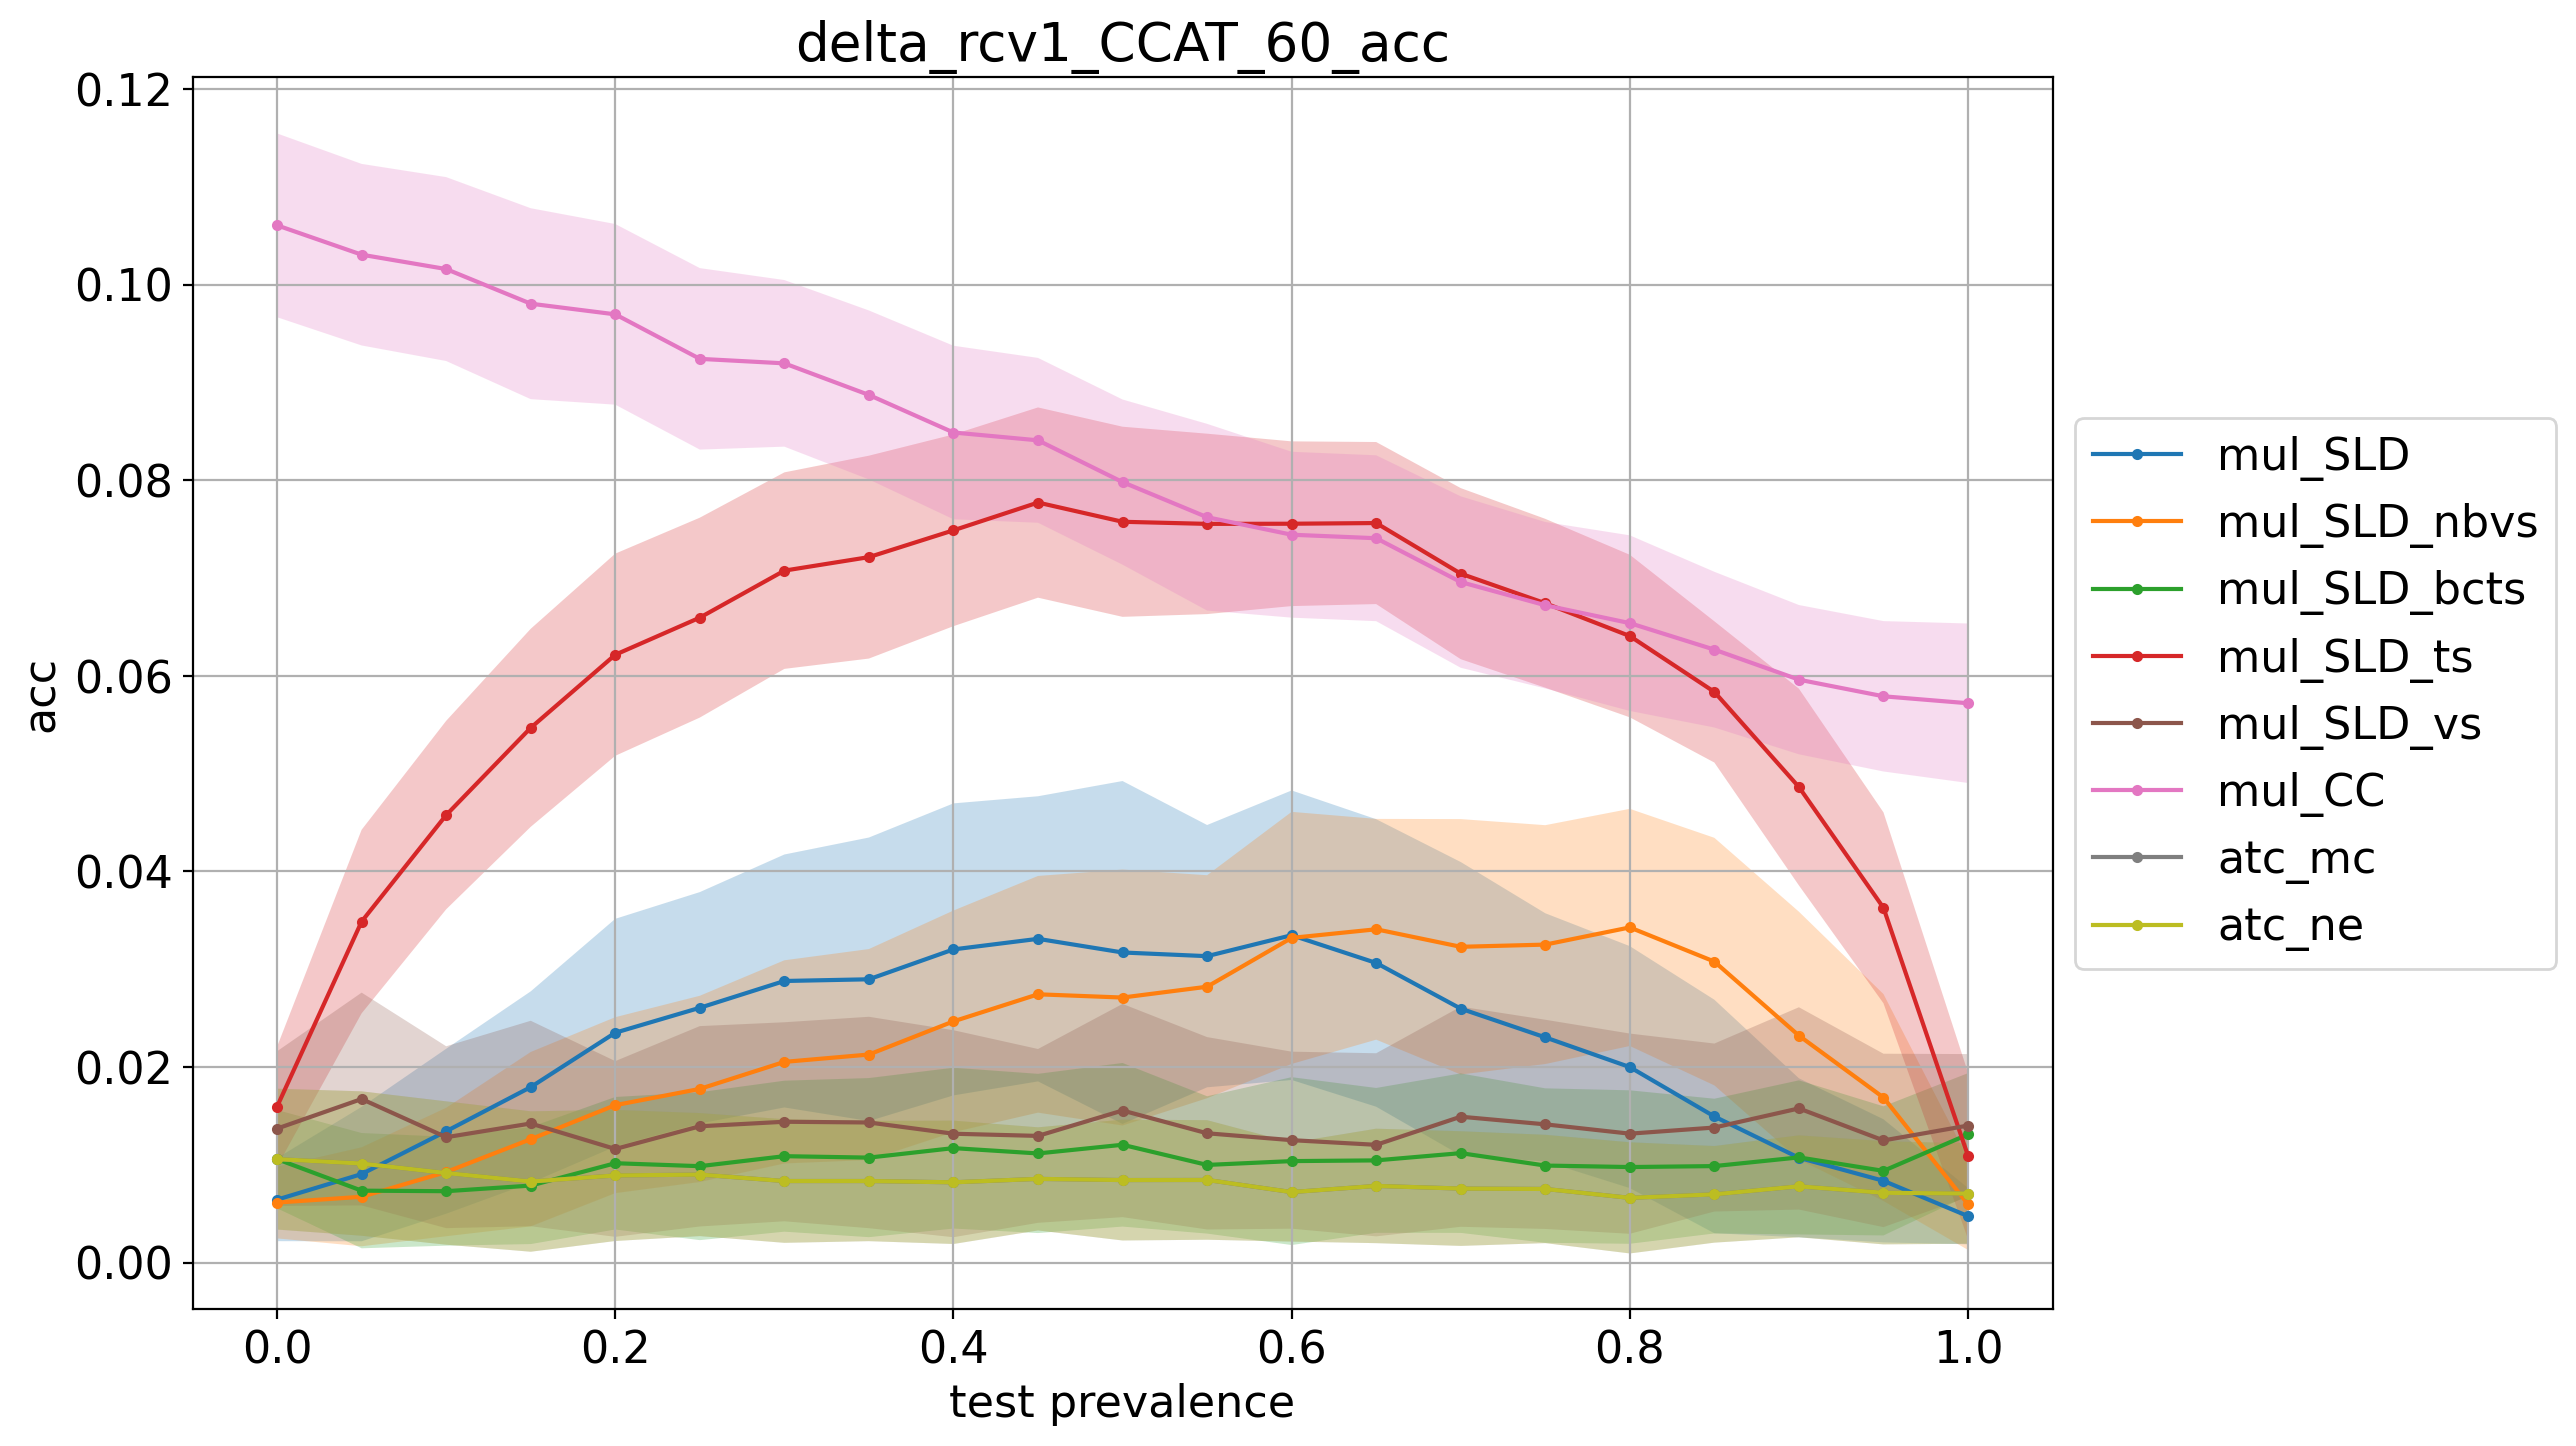 delta_rcv1_CCAT_60_acc
0.12
0.10
0.08
0.06
0.04
0.02
0.00
acc
0.0 0.2 0.4 0.6 0.8 1.0
test prevalence
mul_SLD
mul_SLD_nbvs
mul_SLD_bcts
mul_SLD_ts
mul_SLD_vs
mul_CC
atc_mc
atc_ne